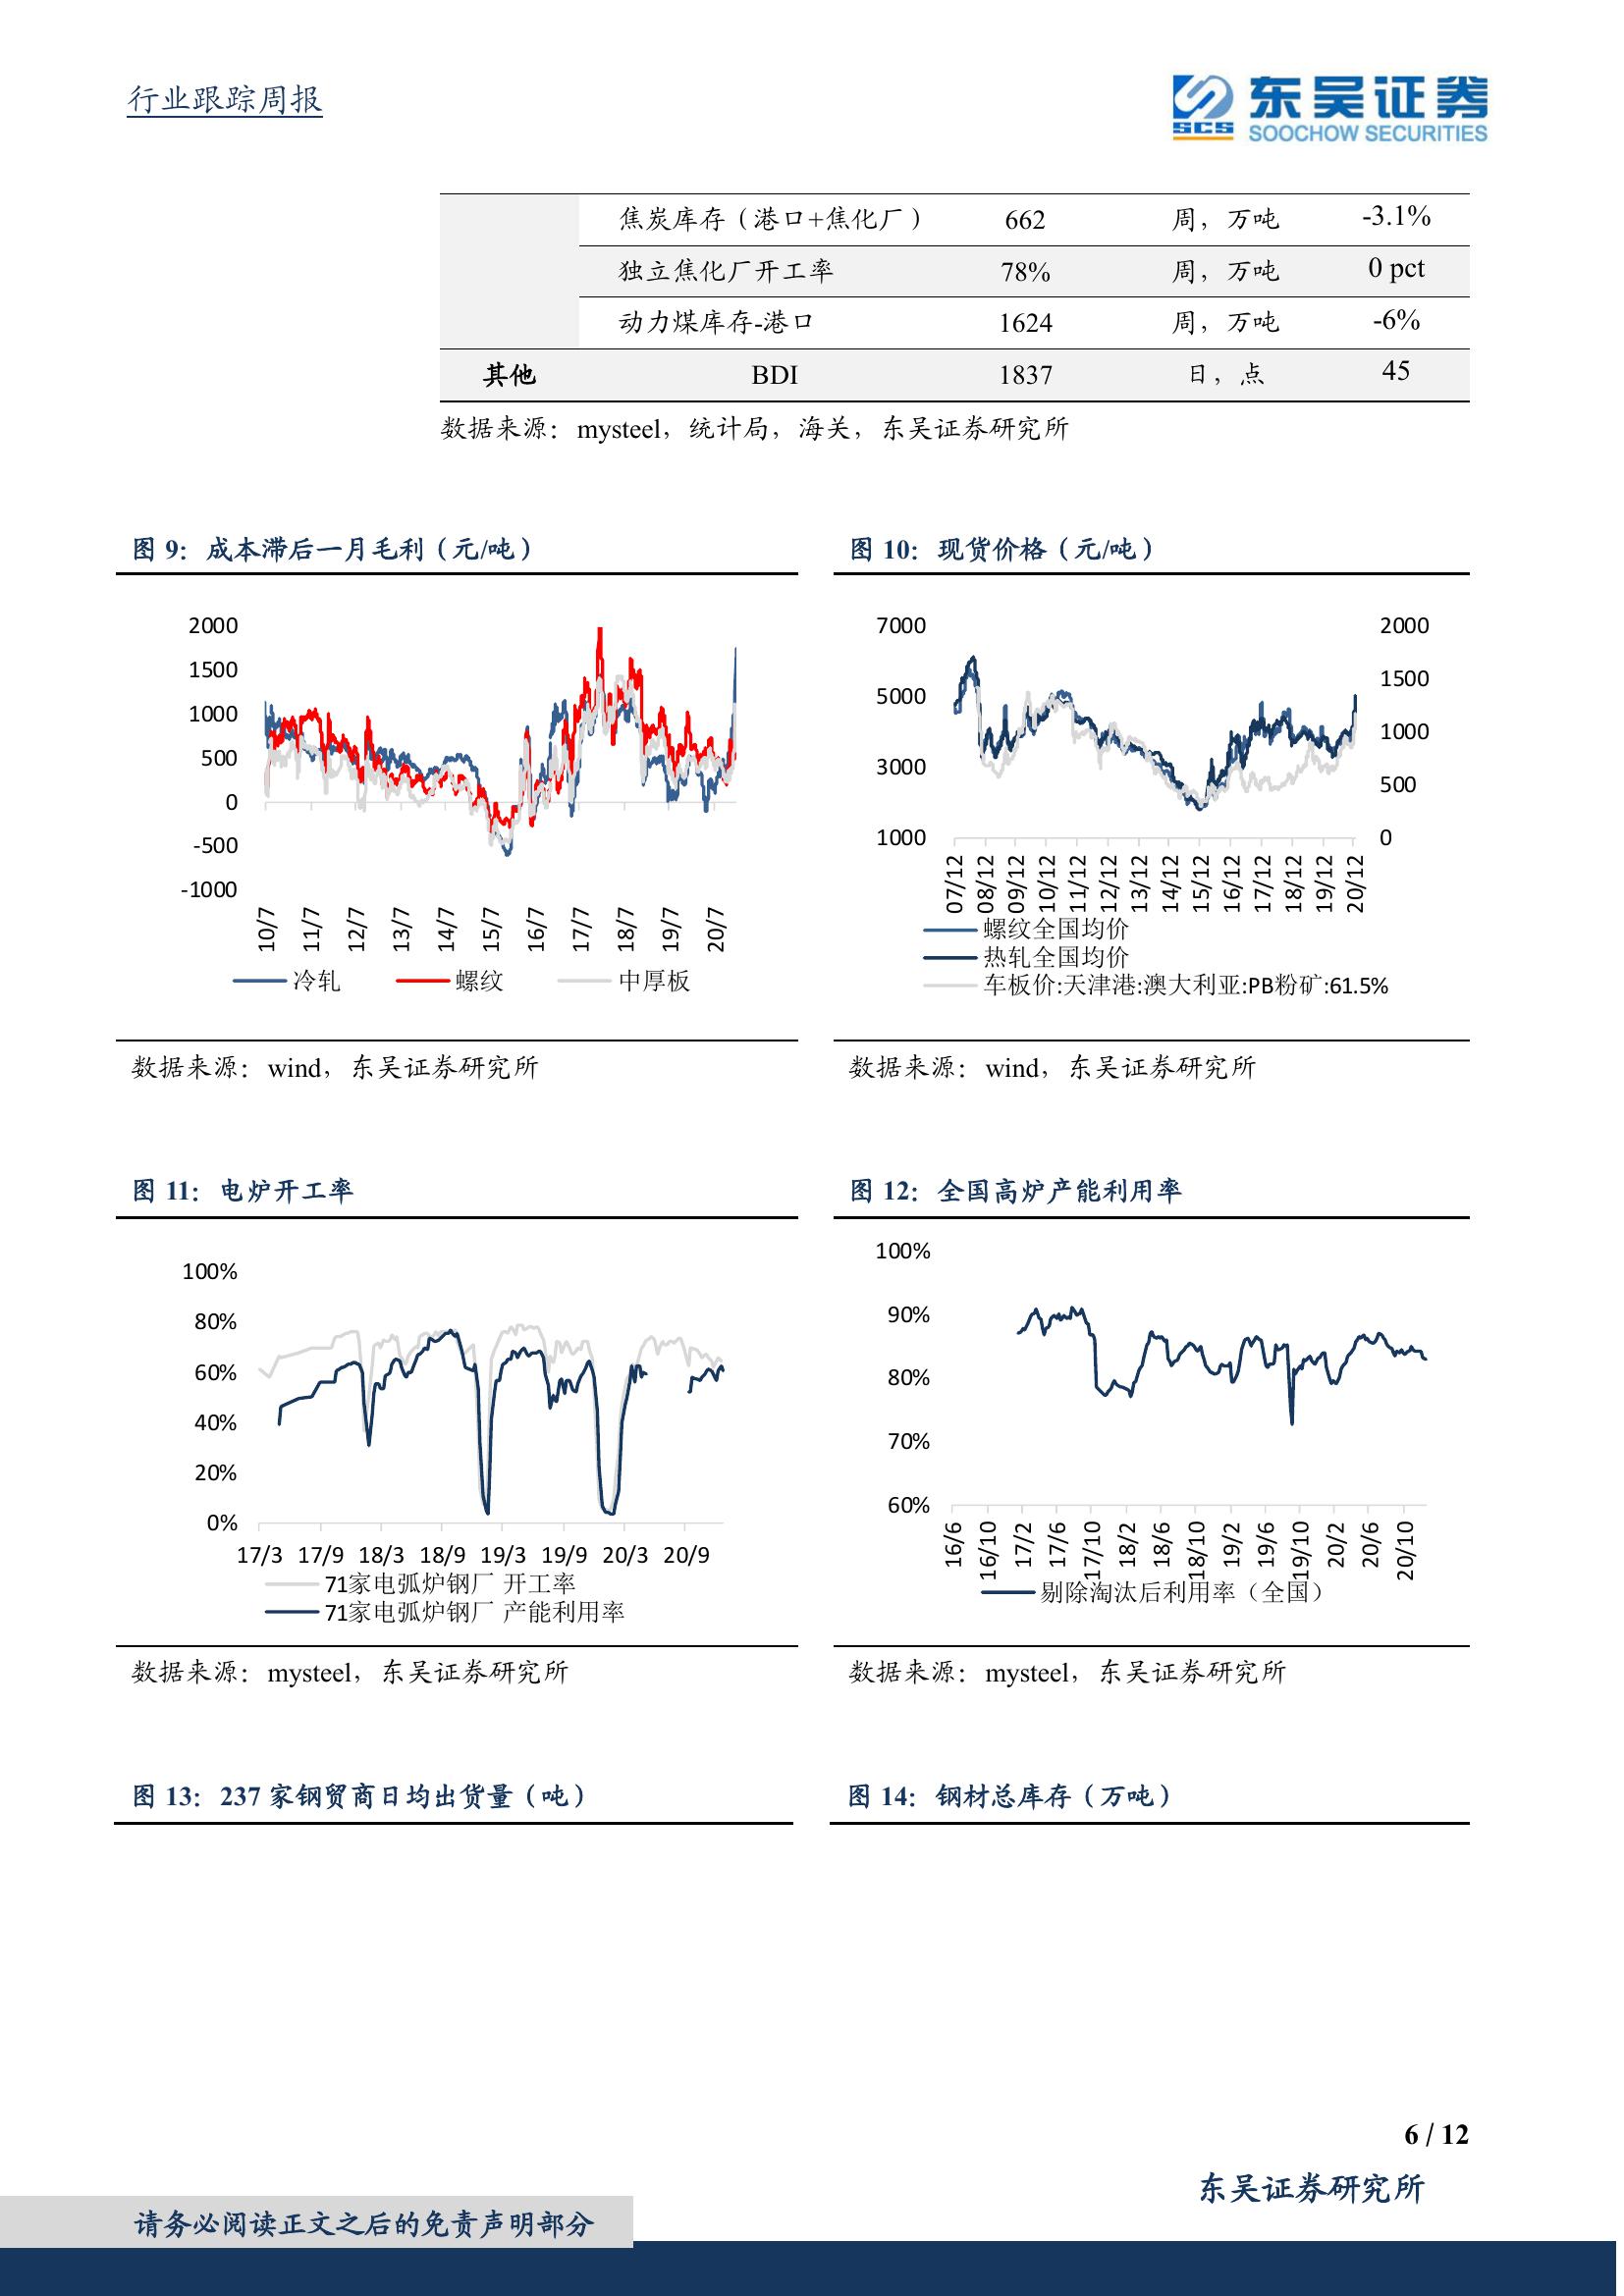 行业跟踪周报
SCS 东吴证券
SOOCHOW SECURITIES
焦炭库存（港口+焦化厂） 662 周，万吨 -3.1%
独立焦化厂开工率 78% 周，万吨 0 pct
动力煤库存-港口 1624 周，万吨 -6%
其他 BDI 1837 日，点 45
数据来源：mysteel，统计局，海关，东吴证券研究所
图 9：成本滞后一月毛利（元/吨）
2000
1500
1000
500
0
-500
-1000
10/7 11/7 12/7 13/7 14/7 15/7 16/7 17/7 18/7 19/7 20/7
冷轧 螺纹 中厚板
数据来源：wind，东吴证券研究所
图 10：现货价格（元/吨）
7000
5000
3000
1000
2000
1500
1000
500
0
07/12 08/12 09/12 10/12 11/12 12/12 13/12 14/12 15/12 16/12 17/12 18/12 19/12 20/12
螺纹全国均价
热轧全国均价
车板价:天津港:澳大利亚:PB粉矿:61.5%
数据来源：wind，东吴证券研究所
图 11：电炉开工率
100%
80%
60%
40%
20%
0%
17/3 17/9 18/3 18/9 19/3 19/9 20/3 20/9
71家电弧炉钢厂 开工率
71家电弧炉钢厂 产能利用率
数据来源：mysteel，东吴证券研究所
图 12：全国高炉产能利用率
100%
90%
80%
70%
60%
16/6 16/10 17/2 17/6 17/10 18/2 18/6 18/10 19/2 19/6 19/10 20/2 20/6 20/10
剔除淘汰后利用率（全国）
数据来源：mysteel，东吴证券研究所
图 13：237 家钢贸商日均出货量（吨）
图 14：钢材总库存（万吨）
6 / 12
东吴证券研究所
请务必阅读正文之后的免责声明部分